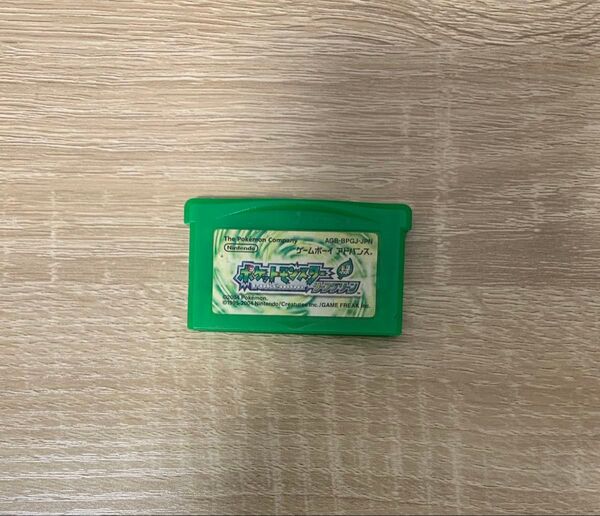 The Pokémon Company
AGB-BPGJ-JPN
Nintendo
ゲームボーイ アドバンス
ポケットモンスター
リーフグリーン
©2004 Pokémon.
©1995-2004 Nintendo/Creatures inc./GAME FREAK inc.